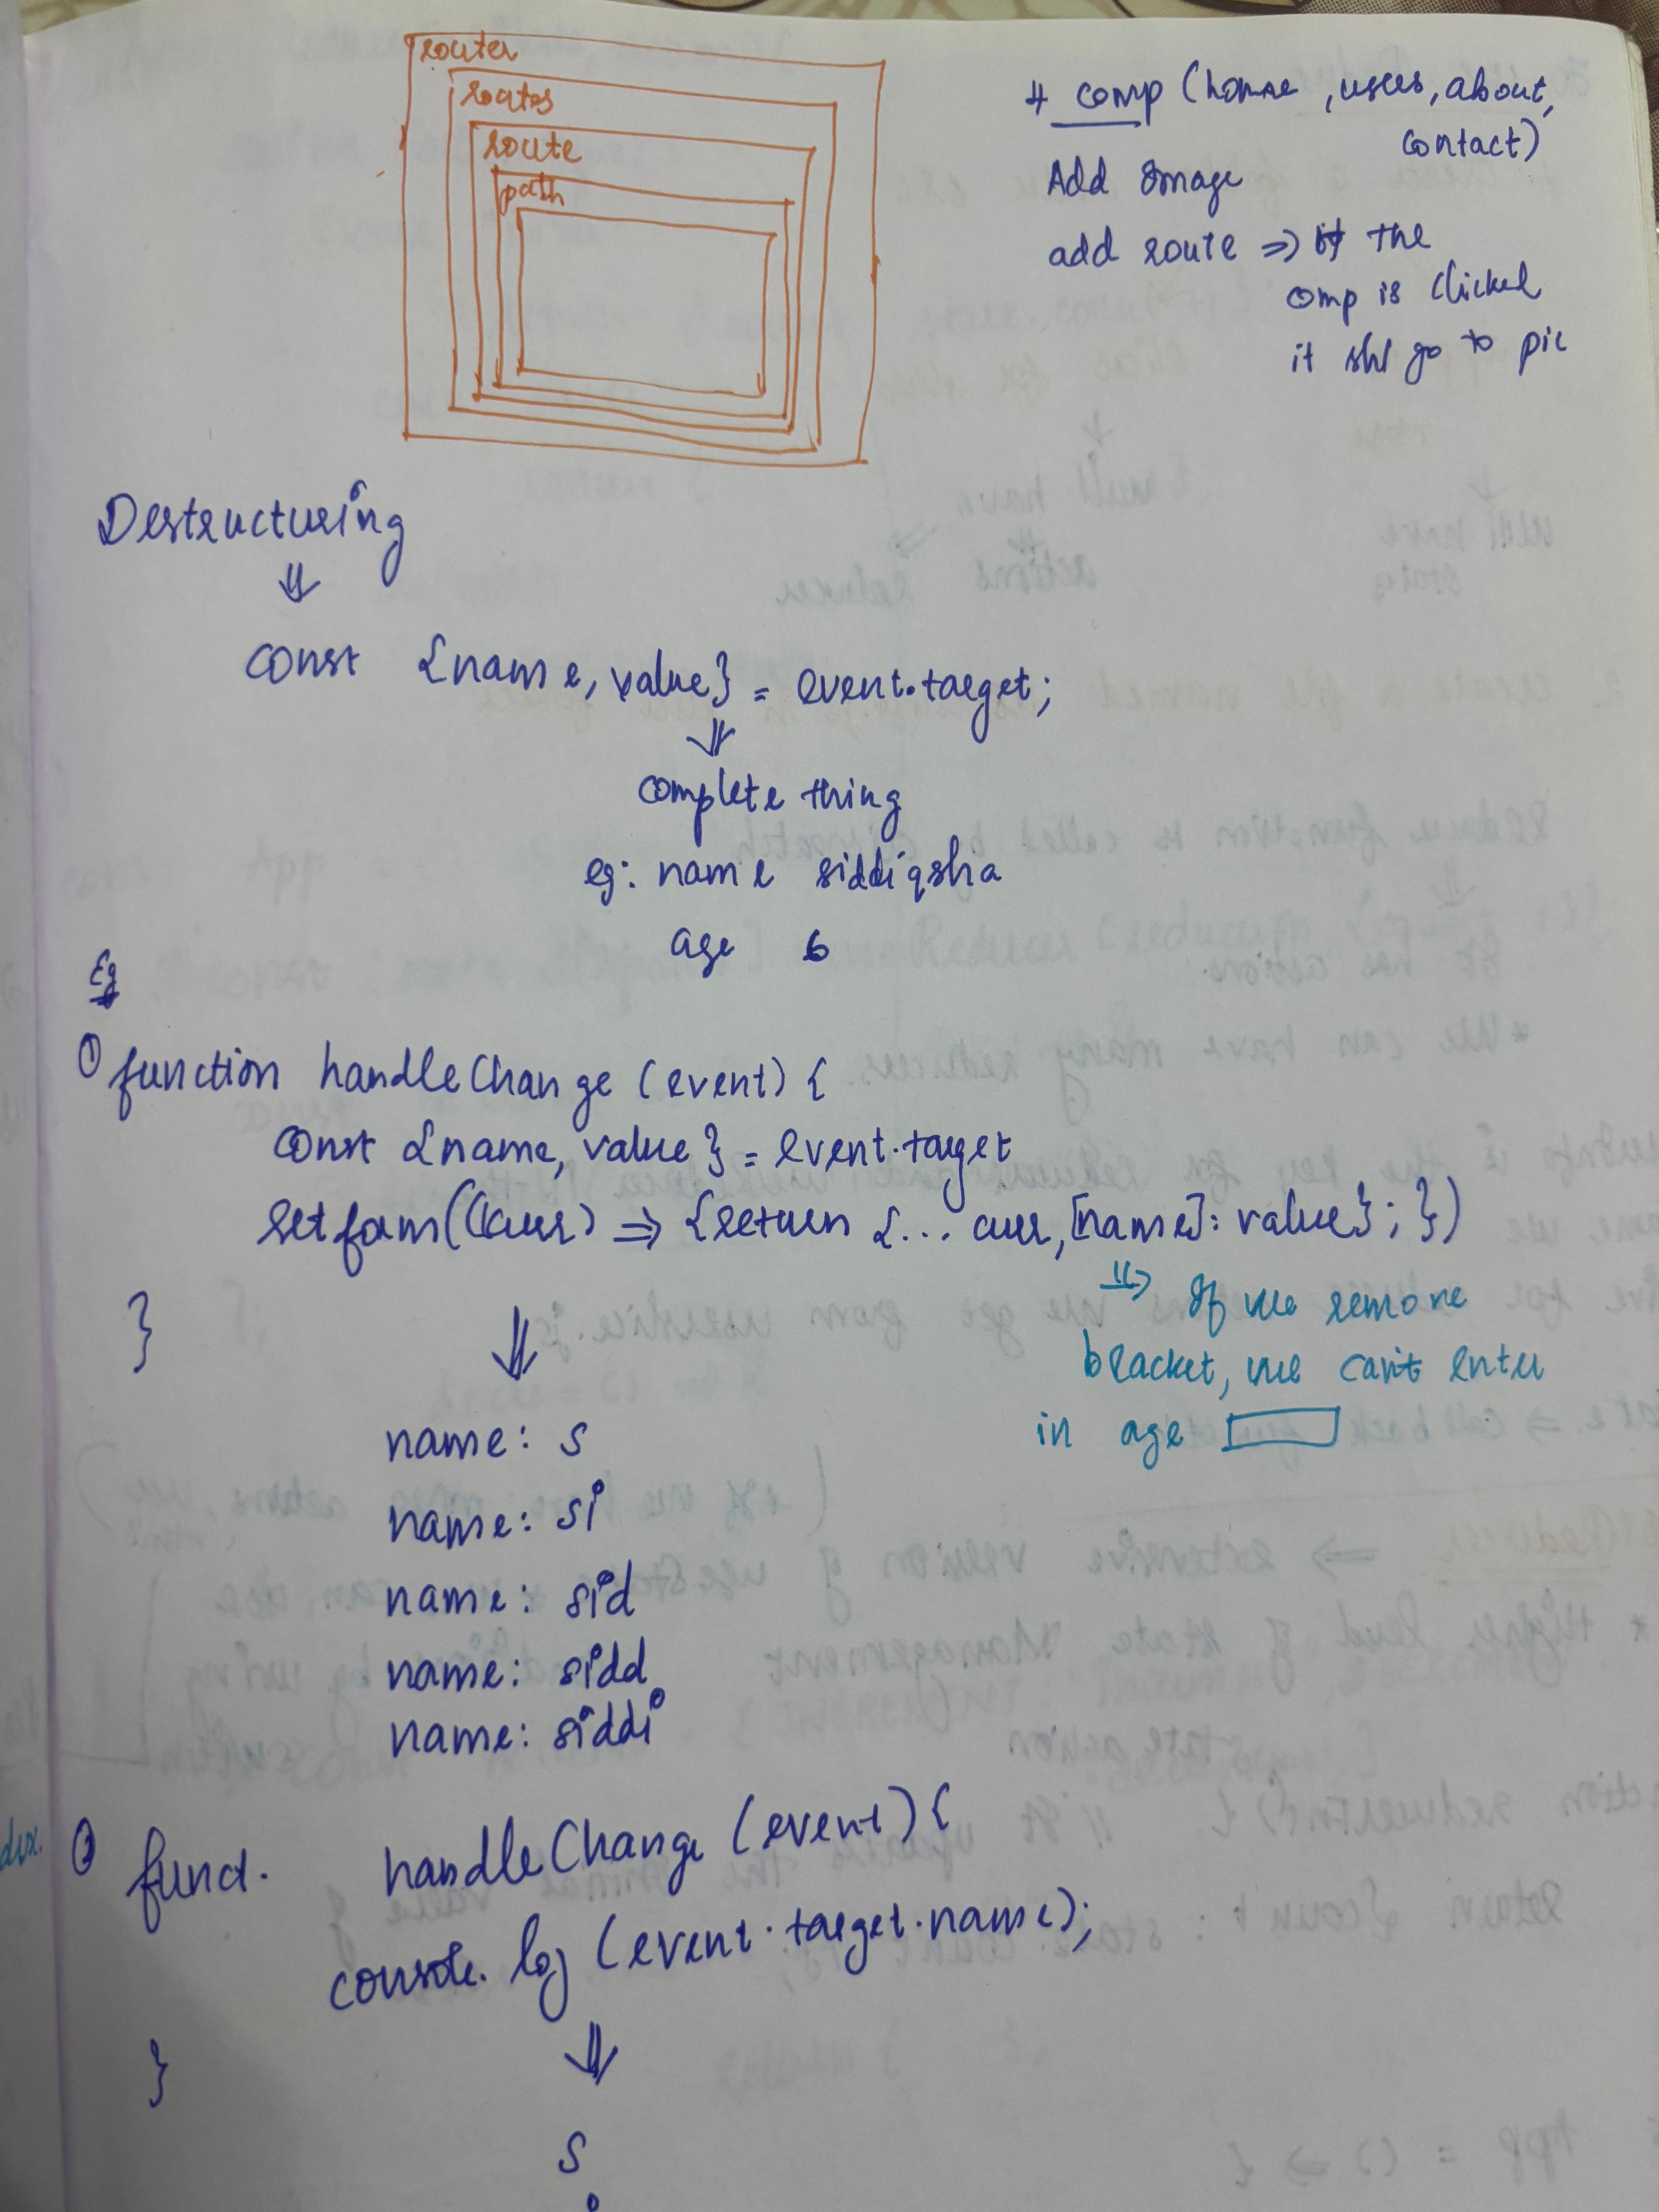 router
routes
route
path
# comp (home, users, about,
contact)
Add Image
add route => if the
omp is clicked
it shl go to pic
Destructuring
⇓
const {name, value} = event.target;
⇓
complete thing
eg: name siddiqsha
age 6
Eg
① function handleChange (event) {
const {name, value} = event.target
setform((curr) => {return {... curr, [name]: value}; })
}
⇓
=> If we remove
bracket, we can't enter
in age
name: s
name: si
name: sid
name: sidd
name: siddi
② funct. handleChange (event) {
console.log (event.target.name);
}
⇓
s